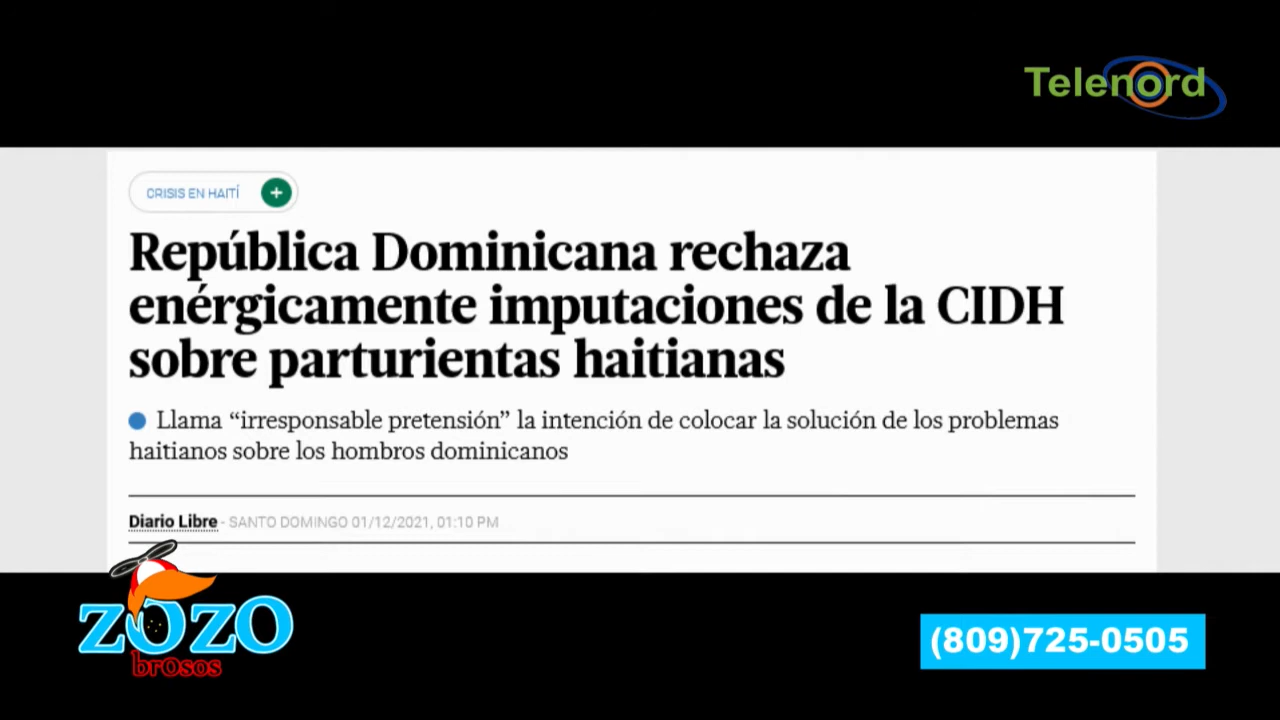 Telenord
CRISIS EN HAITÍ
República Dominicana rechaza
enérgicamente imputaciones de la CIDH
sobre parturientas haitianas
Llama “irresponsable pretensión” la intención de colocar la solución de los problemas
haitianos sobre los hombros dominicanos
Diario Libre - SANTO DOMINGO 01/12/2021, 01:10 PM
ZOZO
brOsos
(809)725-0505